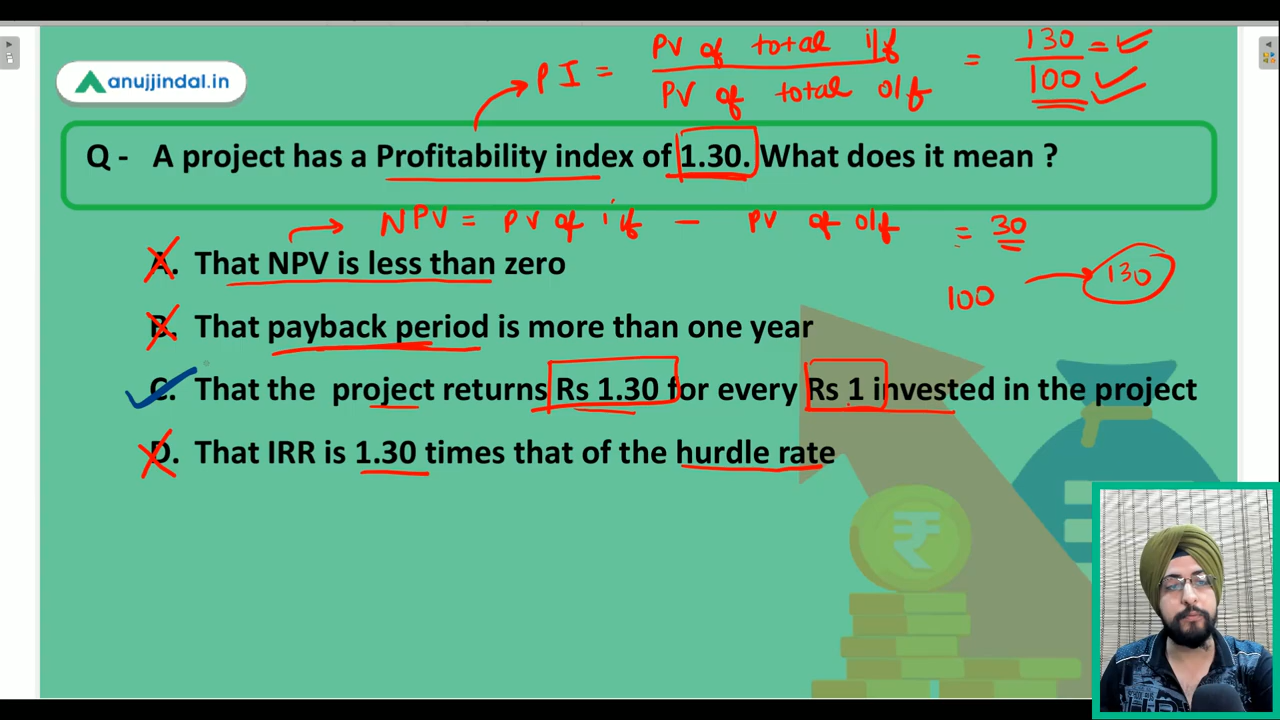 PV of total i/f
PI = ——— = 130/100 =
PV of total o/f
anujjindal.in
Q - A project has a Profitability index of 1.30. What does it mean ?
NPV = PV of i/f - PV of o/f = 30
A. That NPV is less than zero
100 → 130
B. That payback period is more than one year
C. That the project returns Rs 1.30 for every Rs 1 invested in the project
D. That IRR is 1.30 times that of the hurdle rate
₹